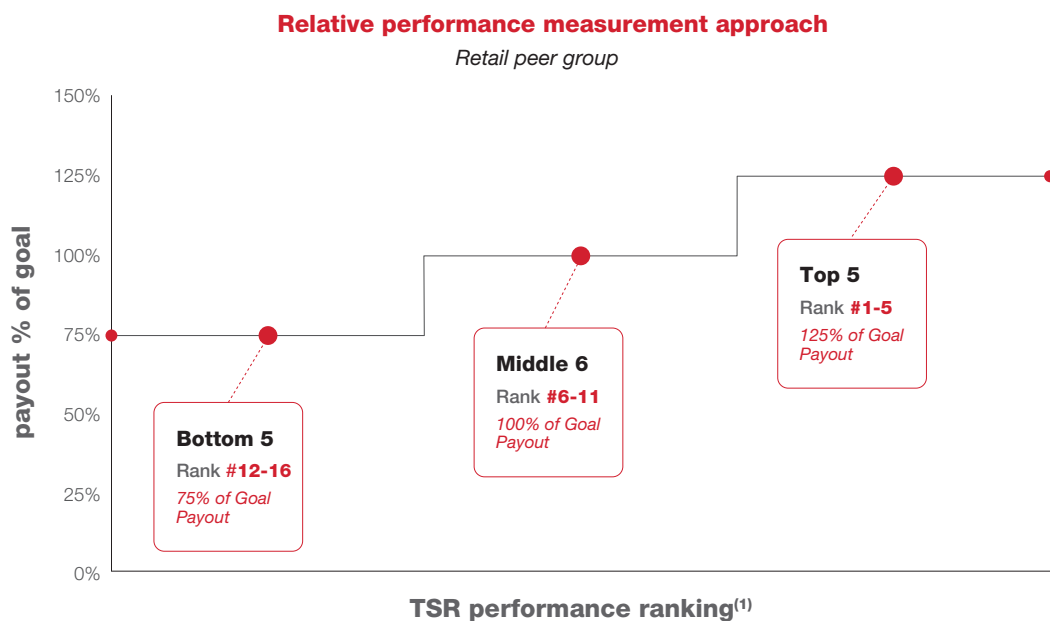 Relative performance measurement approach
Retail peer group
payout % of goal
150%
125%
100%
75%
50%
25%
0%
Bottom 5
Rank #12-16
75% of Goal
Payout
Middle 6
Rank #6-11
100% of Goal
Payout
Top 5
Rank #1-5
125% of Goal
Payout
TSR performance ranking(1)